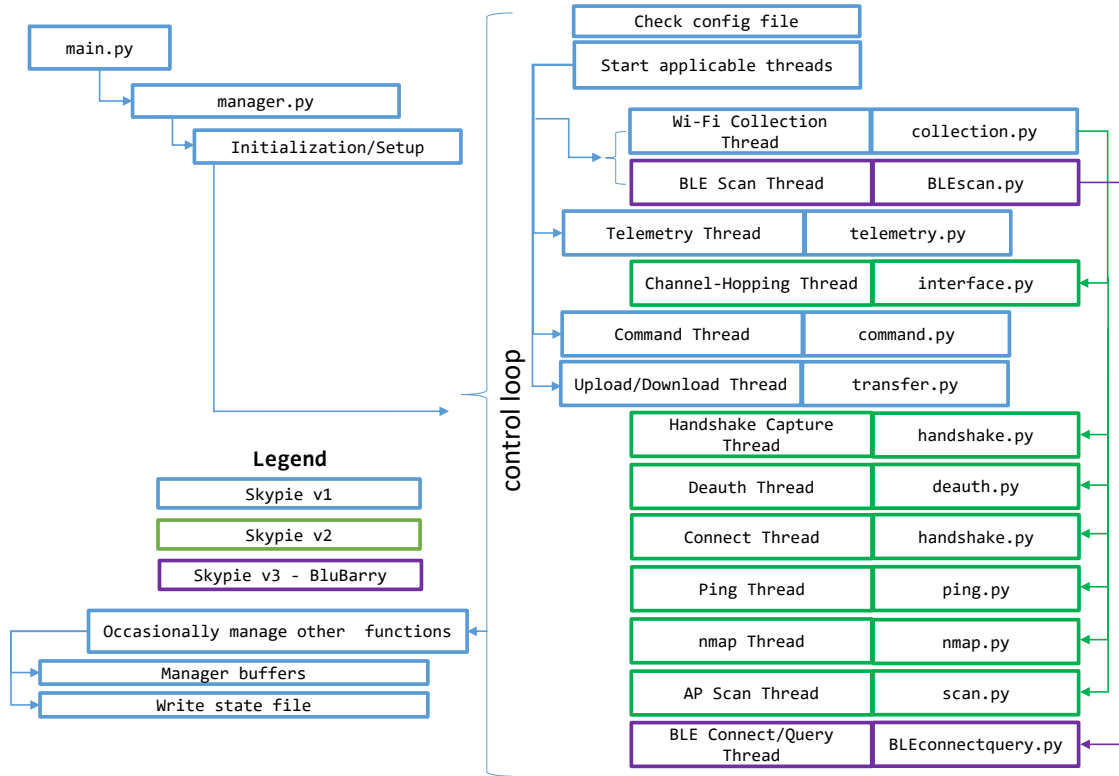 main.py
manager.py
Initialization/Setup
control loop
Check config file
Start applicable threads
Wi-Fi Collection
Thread
collection.py
BLE Scan Thread
BLEscan.py
Telemetry Thread
telemetry.py
Channel-Hopping Thread
interface.py
Command Thread
command.py
Upload/Download Thread
transfer.py
Handshake Capture
Thread
handshake.py
Deauth Thread
deauth.py
Connect Thread
handshake.py
Ping Thread
ping.py
nmap Thread
nmap.py
AP Scan Thread
scan.py
BLE Connect/Query
Thread
BLEconnectquery.py
Legend
Skypie v1
Skypie v2
Skypie v3 - BluBarry
Occasionally manage other functions
Manager buffers
Write state file